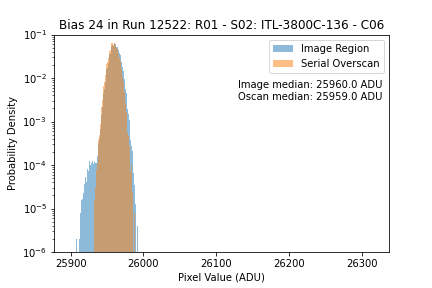 Bias 24 in Run 12522: R01 - S02: ITL-3800C-136 - C06
Image Region
Serial Overscan
Image median: 25960.0 ADU
Oscan median: 25959.0 ADU
Probability Density
10⁻¹
10⁻²
10⁻³
10⁻⁴
10⁻⁵
10⁻⁶
25900 26000 26100 26200 26300
Pixel Value (ADU)